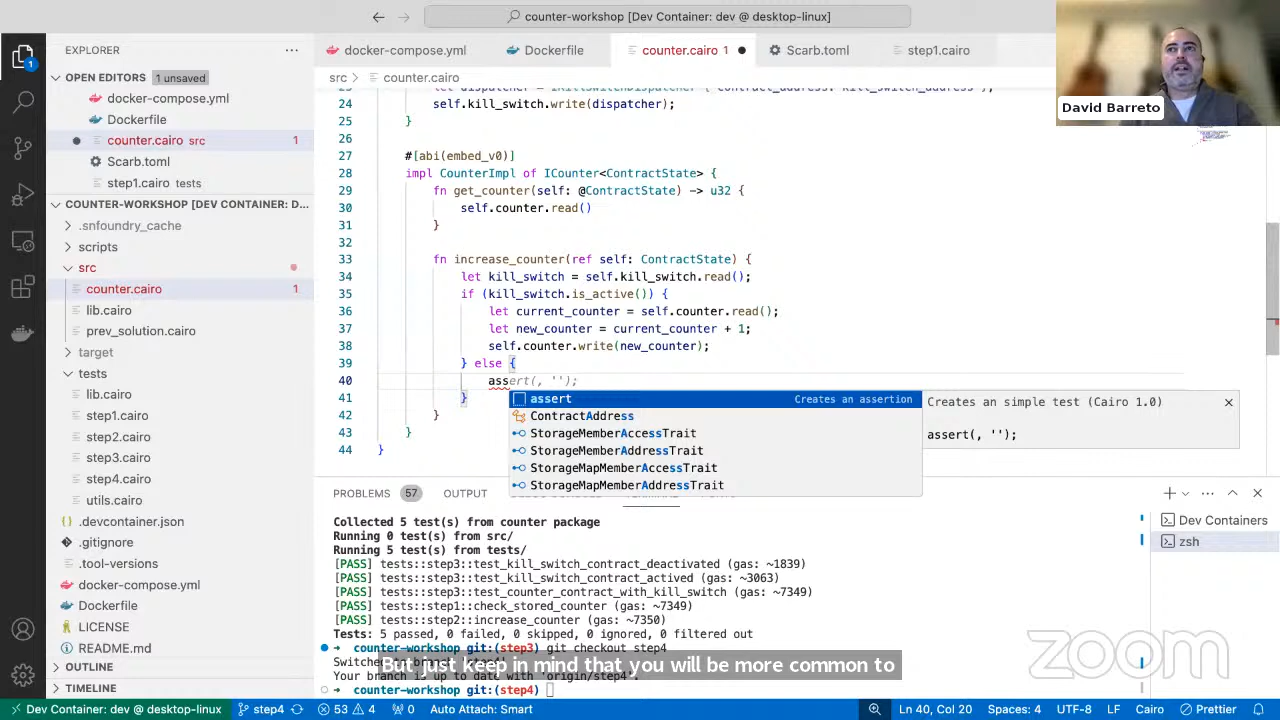 counter-workshop [Dev Container: dev @ desktop-linux]
EXPLORER
OPEN EDITORS 1 unsaved
docker-compose.yml
Dockerfile
counter.cairo src 1
Scarb.toml
step1.cairo tests
COUNTER-WORKSHOP [DEV CONTAINER: D...
.snfoundry_cache
scripts
src
counter.cairo 1
lib.cairo
prev_solution.cairo
target
tests
lib.cairo
step1.cairo
step2.cairo
step3.cairo
step4.cairo
utils.cairo
.devcontainer.json
.gitignore
.tool-versions
docker-compose.yml
Dockerfile
LICENSE
README.md
OUTLINE
TIMELINE
docker-compose.yml Dockerfile counter.cairo 1 Scarb.toml step1.cairo
src > counter.cairo
23 let dispatcher = IKillSwitchDispatcher { contract_address: kill_switch_address };
24 self.kill_switch.write(dispatcher);
25 }
26
27 #[abi(embed_v0)]
28 impl CounterImpl of ICounter<ContractState> {
29 fn get_counter(self: @ContractState) -> u32 {
30 self.counter.read()
31 }
32
33 fn increase_counter(ref self: ContractState) {
34 let kill_switch = self.kill_switch.read();
35 if (kill_switch.is_active()) {
36 let current_counter = self.counter.read();
37 let new_counter = current_counter + 1;
38 self.counter.write(new_counter);
39 } else {
40 assert(, '');
41 }
42 }
43 }
44 }
assert Creates an assertion
ContractAddress
StorageMemberAccessTrait
StorageMemberAddressTrait
StorageMapMemberAccessTrait
StorageMapMemberAddressTrait
Creates an simple test (Cairo 1.0)
assert(, '');
David Barreto
PROBLEMS 57 OUTPUT
Dev Containers
zsh
Collected 5 test(s) from counter package
Running 0 test(s) from src/
Running 5 test(s) from tests/
[PASS] tests::step3::test_kill_switch_contract_deactivated (gas: ~1839)
[PASS] tests::step3::test_kill_switch_contract_actived (gas: ~3063)
[PASS] tests::step3::test_counter_contract_with_kill_switch (gas: ~7349)
[PASS] tests::step1::check_stored_counter (gas: ~7349)
[PASS] tests::step2::increase_counter (gas: ~7350)
Tests: 5 passed, 0 failed, 0 skipped, 0 ignored, 0 filtered out
counter-workshop git:(step3) git checkout step4
Your branch is up to date with 'origin/step4'.
counter-workshop git:(step4)
But just keep in mind that you will be more common to
zoom
Dev Container: dev @ desktop-linux step4 53 4 0 Auto Attach: Smart Ln 40, Col 20 Spaces: 4 UTF-8 LF Cairo Prettier